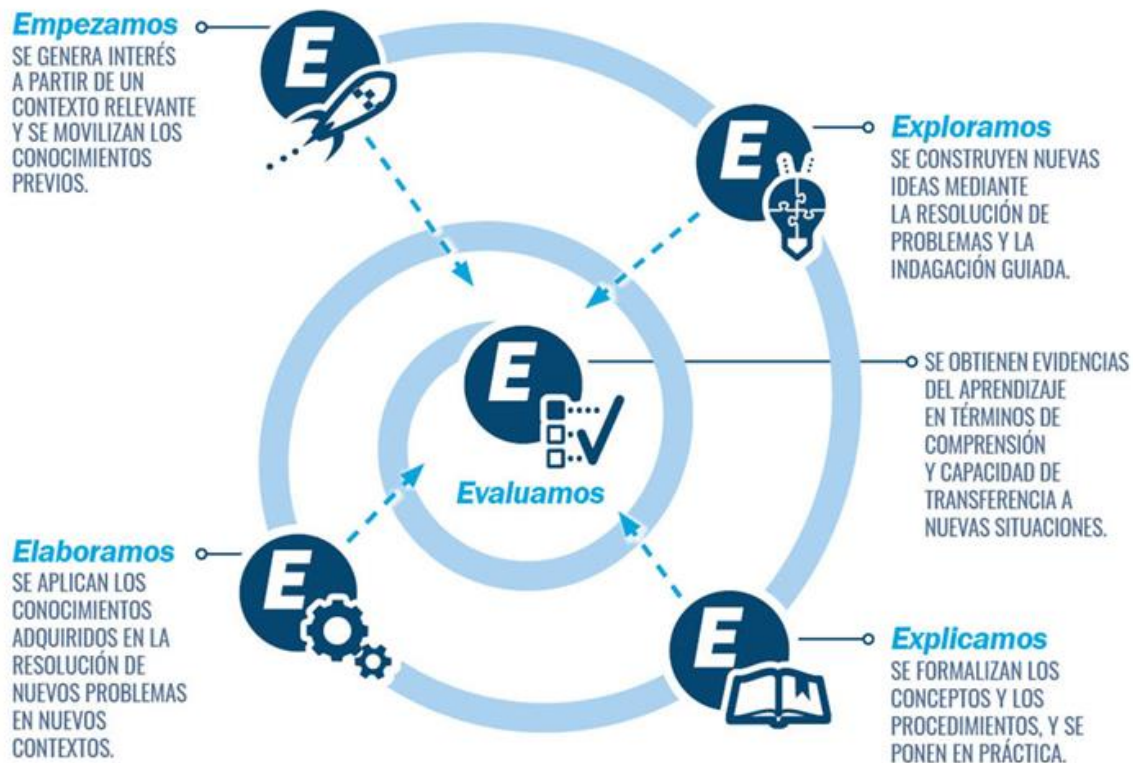 E
Empezamos
SE GENERA INTERÉS
A PARTIR DE UN
CONTEXTO RELEVANTE
Y SE MOVILIZAN LOS
CONOCIMIENTOS
PREVIOS.
E
Exploramos
SE CONSTRUYEN NUEVAS
IDEAS MEDIANTE
LA RESOLUCIÓN DE
PROBLEMAS Y LA
INDAGACIÓN GUIADA.
E
Explicamos
SE FORMALIZAN LOS
CONCEPTOS Y LOS
PROCEDIMIENTOS, Y SE
PONEN EN PRÁCTICA.
E
Elaboramos
SE APLICAN LOS
CONOCIMIENTOS
ADQUIRIDOS EN LA
RESOLUCIÓN DE
NUEVOS PROBLEMAS
EN NUEVOS
CONTEXTOS.
E
Evaluamos
SE OBTIENEN EVIDENCIAS
DEL APRENDIZAJE
EN TÉRMINOS DE
COMPRENSIÓN
Y CAPACIDAD DE
TRANSFERENCIA A
NUEVAS SITUACIONES.